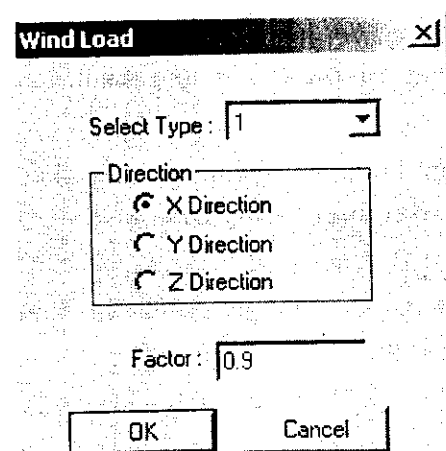 Wind Load
Select Type : 1
Direction
X Direction
Y Direction
Z Direction
Factor : 0.9
OK Cancel